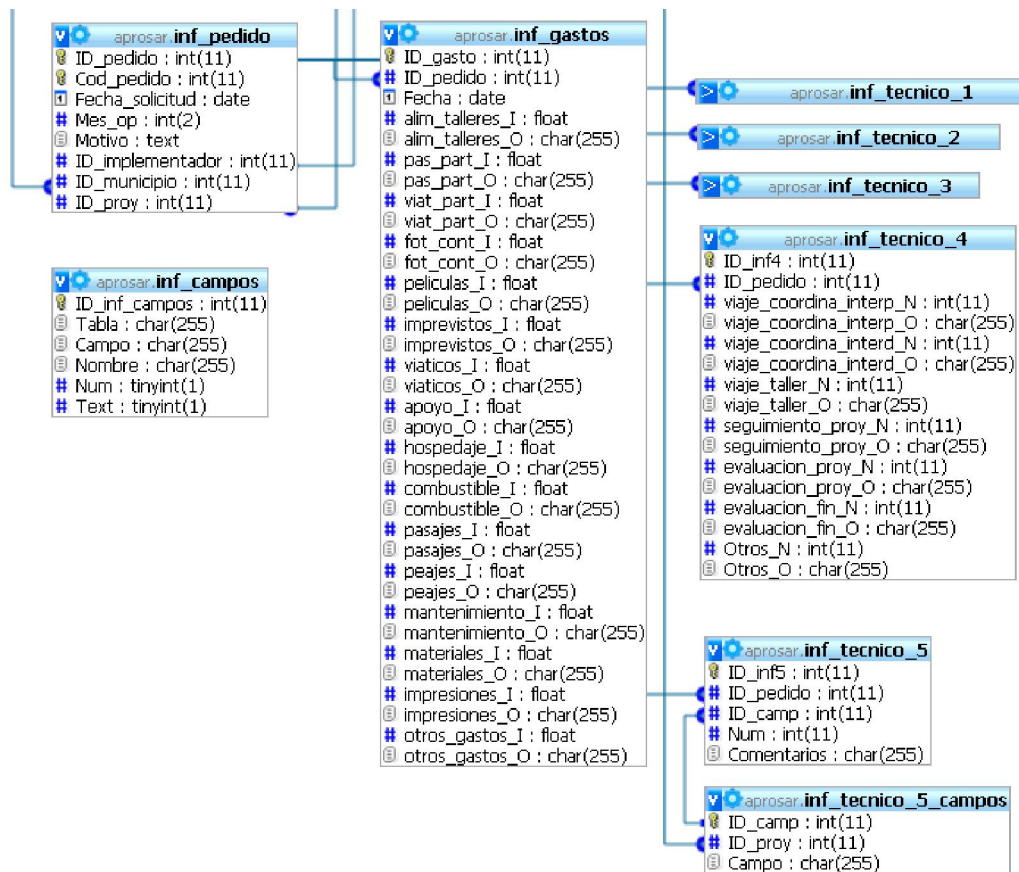 aprosar.inf_pedido
ID_pedido : int(11)
Cod_pedido : int(11)
Fecha_solicitud : date
# Mes_op : int(2)
Motivo : text
# ID_implementador : int(11)
# ID_municipio : int(11)
# ID_proy : int(11)
aprosar.inf_campos
ID_inf_campos : int(11)
Tabla : char(255)
Campo : char(255)
Nombre : char(255)
# Num : tinyint(1)
# Text : tinyint(1)
aprosar.inf_gastos
ID_gasto : int(11)
# ID_pedido : int(11)
Fecha : date
# alim_talleres_I : float
alim_talleres_O : char(255)
# pas_part_I : float
pas_part_O : char(255)
# viat_part_I : float
viat_part_O : char(255)
# fot_cont_I : float
fot_cont_O : char(255)
# peliculas_I : float
peliculas_O : char(255)
# imprevistos_I : float
imprevistos_O : char(255)
# viaticos_I : float
viaticos_O : char(255)
# apoyo_I : float
apoyo_O : char(255)
# hospedaje_I : float
hospedaje_O : char(255)
# combustible_I : float
combustible_O : char(255)
# pasajes_I : float
pasajes_O : char(255)
# peajes_I : float
peajes_O : char(255)
# mantenimiento_I : float
mantenimiento_O : char(255)
# materiales_I : float
materiales_O : char(255)
# impresiones_I : float
impresiones_O : char(255)
# otros_gastos_I : float
otros_gastos_O : char(255)
aprosar.inf_tecnico_1
aprosar.inf_tecnico_2
aprosar.inf_tecnico_3
aprosar.inf_tecnico_4
ID_inf4 : int(11)
# ID_pedido : int(11)
# viaje_coordina_interp_N : int(11)
viaje_coordina_interp_O : char(255)
# viaje_coordina_interd_N : int(11)
viaje_coordina_interd_O : char(255)
# viaje_taller_N : int(11)
viaje_taller_O : char(255)
# seguimiento_proy_N : int(11)
seguimiento_proy_O : char(255)
# evaluacion_proy_N : int(11)
evaluacion_proy_O : char(255)
# evaluacion_fin_N : int(11)
evaluacion_fin_O : char(255)
# Otros_N : int(11)
Otros_O : char(255)
aprosar.inf_tecnico_5
ID_inf5 : int(11)
# ID_pedido : int(11)
# ID_camp : int(11)
# Num : int(11)
Comentarios : char(255)
aprosar.inf_tecnico_5_campos
ID_camp : int(11)
# ID_proy : int(11)
Campo : char(255)